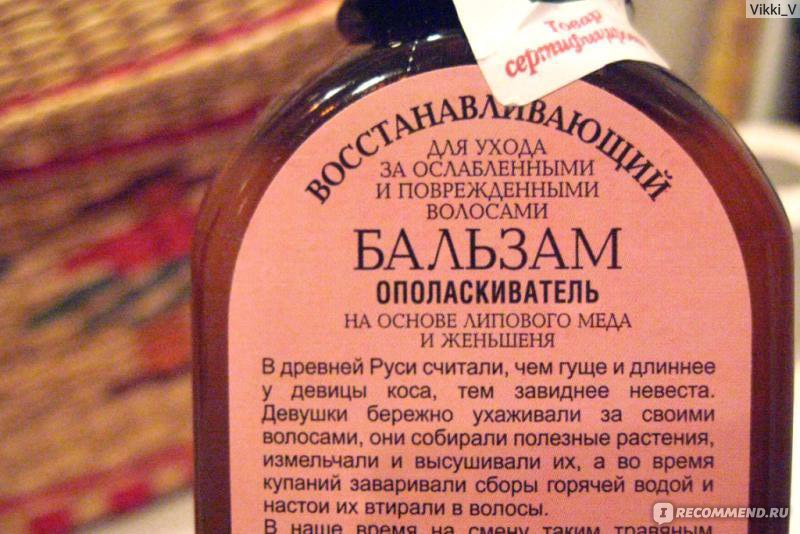 Vikki_V
Товар
сертифицирован
ВОССТАНАВЛИВАЮЩИЙ
ДЛЯ УХОДА
ЗА ОСЛАБЛЕННЫМИ
И ПОВРЕЖДЕННЫМИ
ВОЛОСАМИ
БАЛЬЗАМ
ОПОЛАСКИВАТЕЛЬ
НА ОСНОВЕ ЛИПОВОГО МЕДА
И ЖЕНЬШЕНЯ
В древней Руси считали, чем гуще и длиннее
у девицы коса, тем завиднее невеста.
Девушки бережно ухаживали за своими
волосами, они собирали полезные растения,
измельчали и высушивали их, а во время
купаний заваривали сборы горячей водой и
настои их втирали в волосы.
В наше время на смену таким травяным
IRECOMMEND.RU